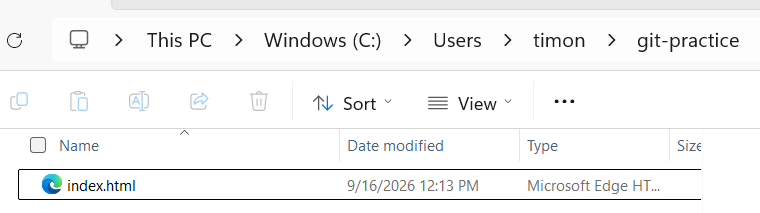 This PC > Windows (C:) > Users > timon > git-practice
Sort View ...
Name Date modified Type Size
index.html 9/16/2026 12:13 PM Microsoft Edge HT...